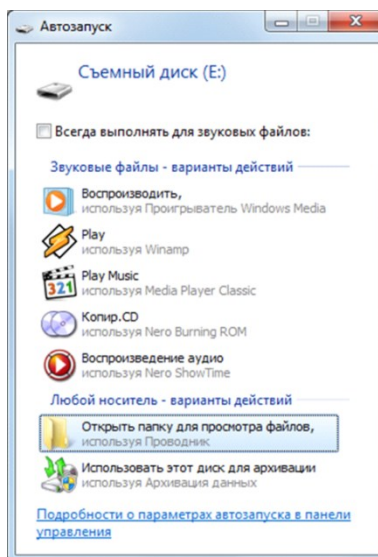 Автозапуск
Съемный диск (E:)
Всегда выполнять для звуковых файлов:
Звуковые файлы - варианты действий
Воспроизводить,
используя Проигрыватель Windows Media
Play
используя Winamp
Play Music
321
используя Media Player Classic
Копир.CD
используя Nero Burning ROM
Воспроизведение аудио
используя Nero ShowTime
Любой носитель - варианты действий
Открыть папку для просмотра файлов,
используя Проводник
Использовать этот диск для архивации
используя Архивация данных
Подробности о параметрах автозапуска в панели
управления